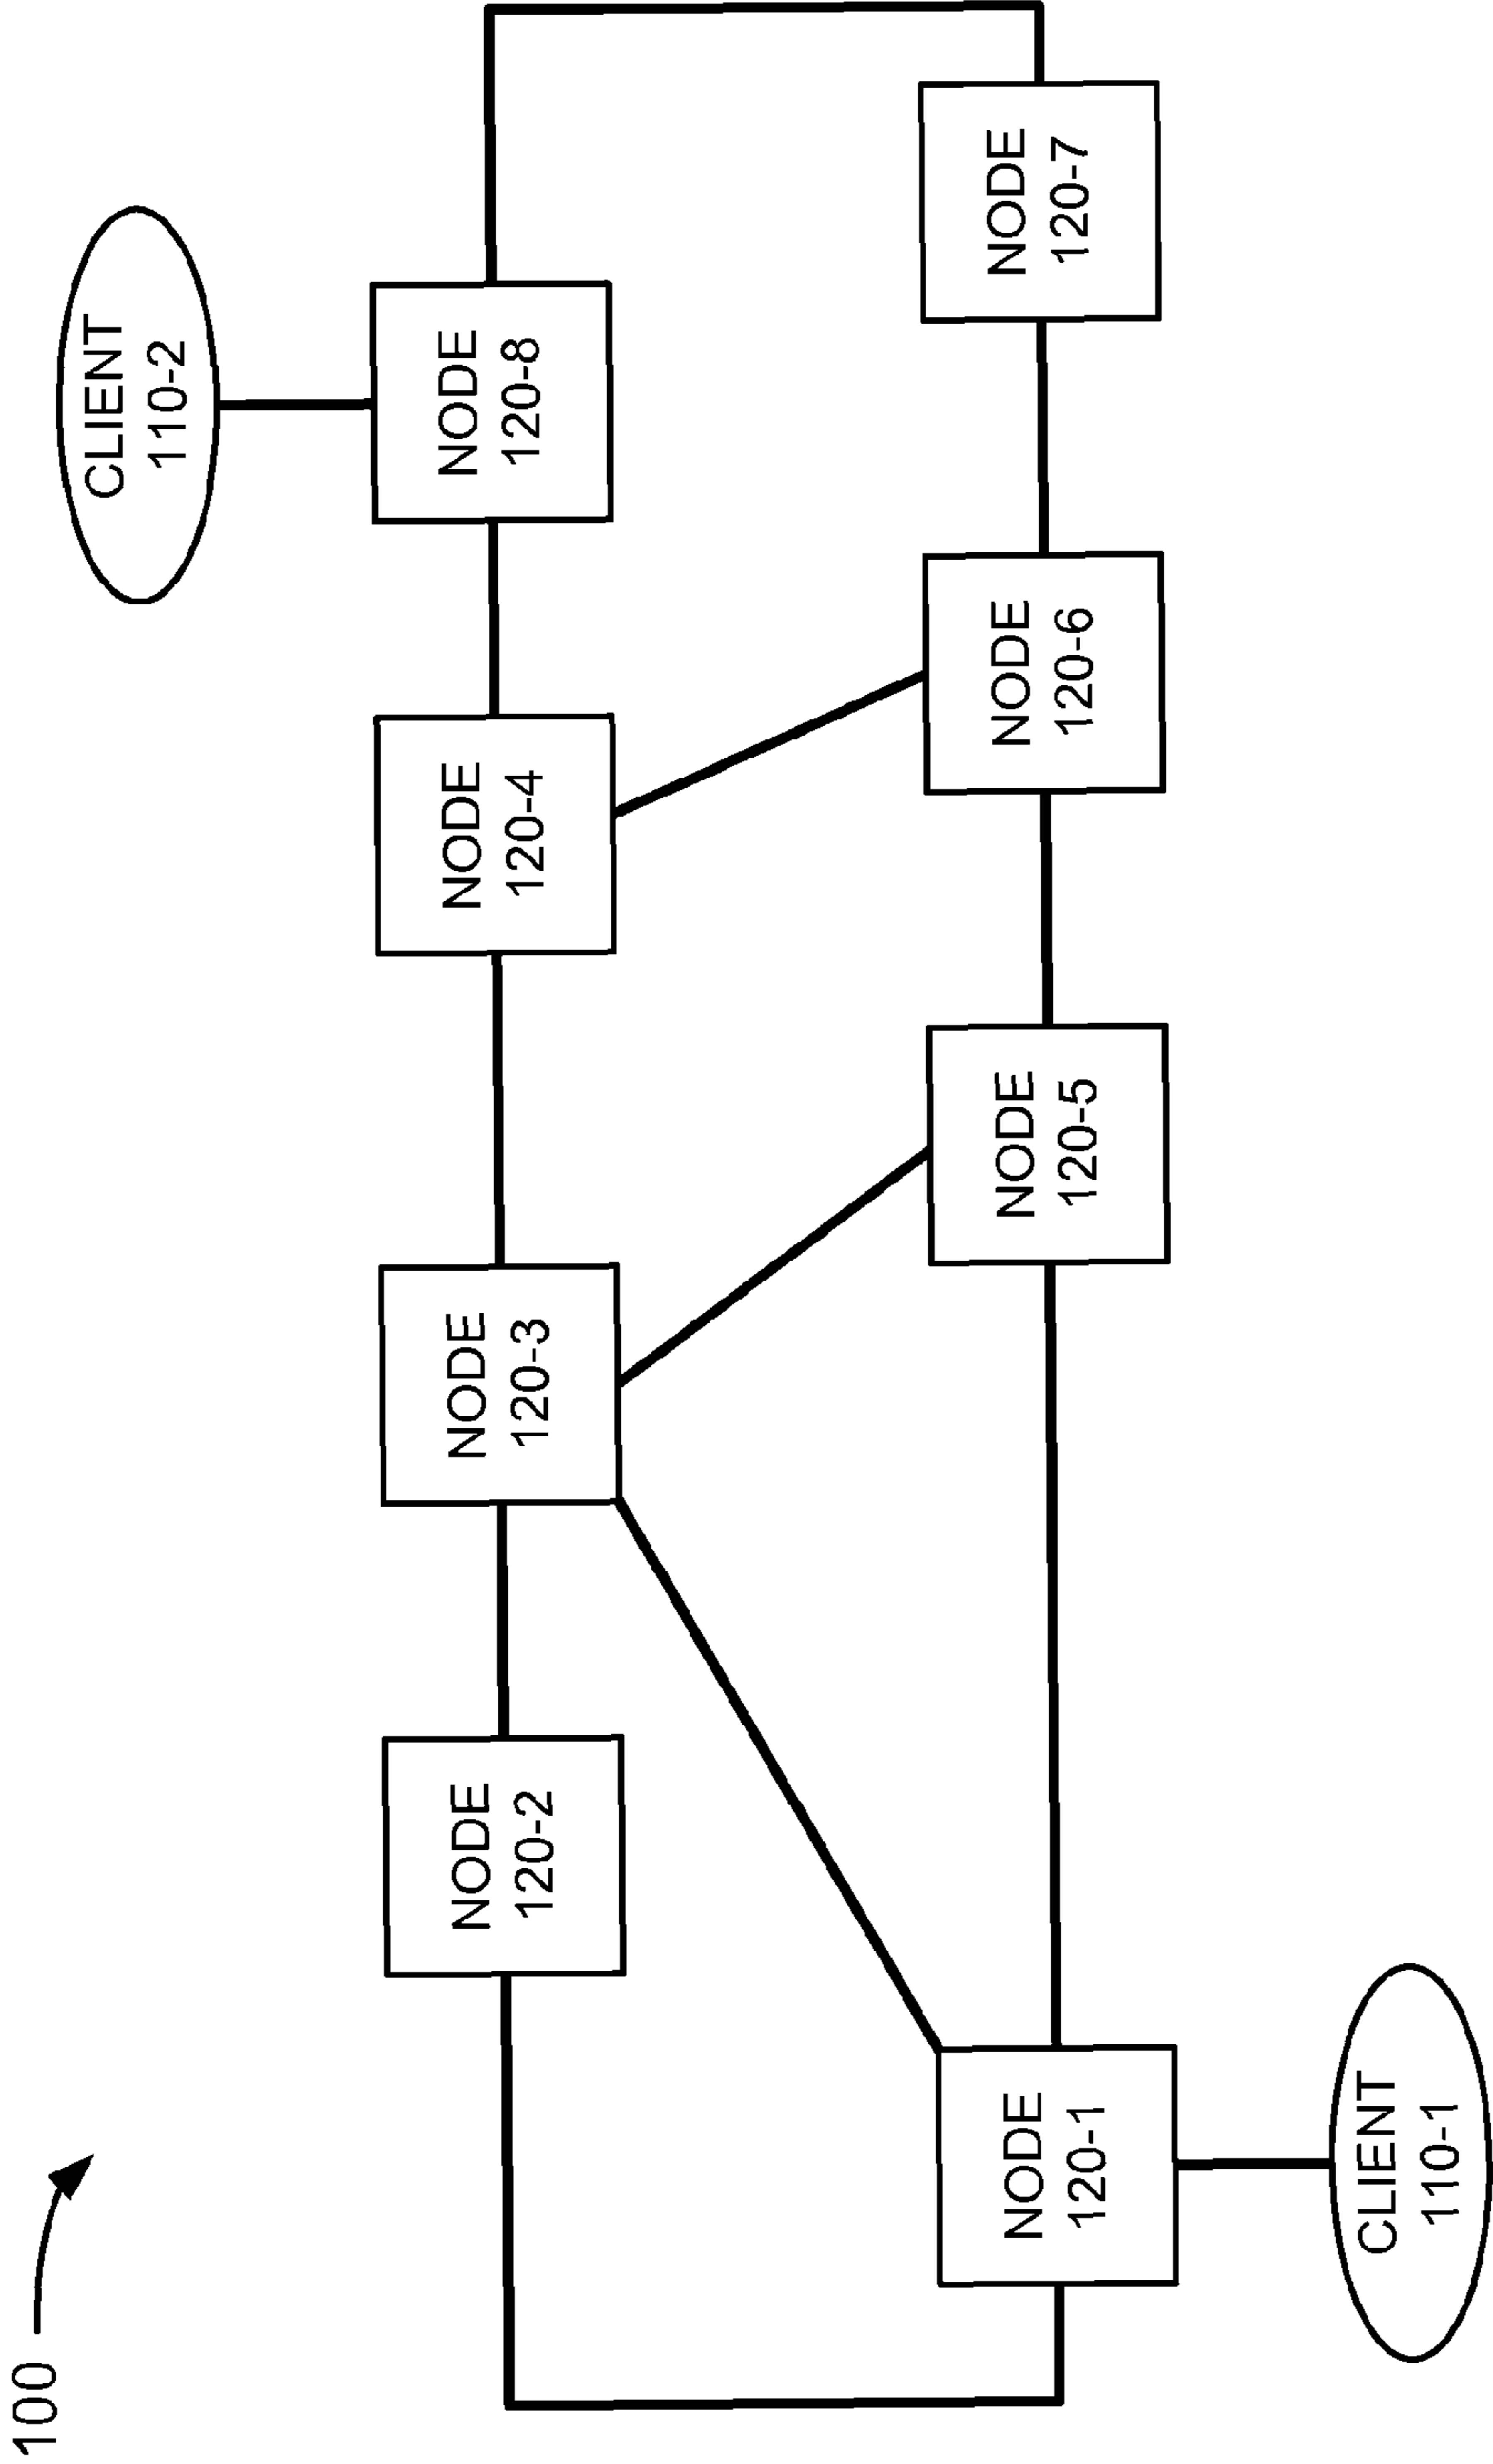 100
CLIENT
110-2
NODE
120-2
NODE
120-3
NODE
120-4
NODE
120-8
NODE
120-1
NODE
120-5
NODE
120-6
NODE
120-7
CLIENT
110-1